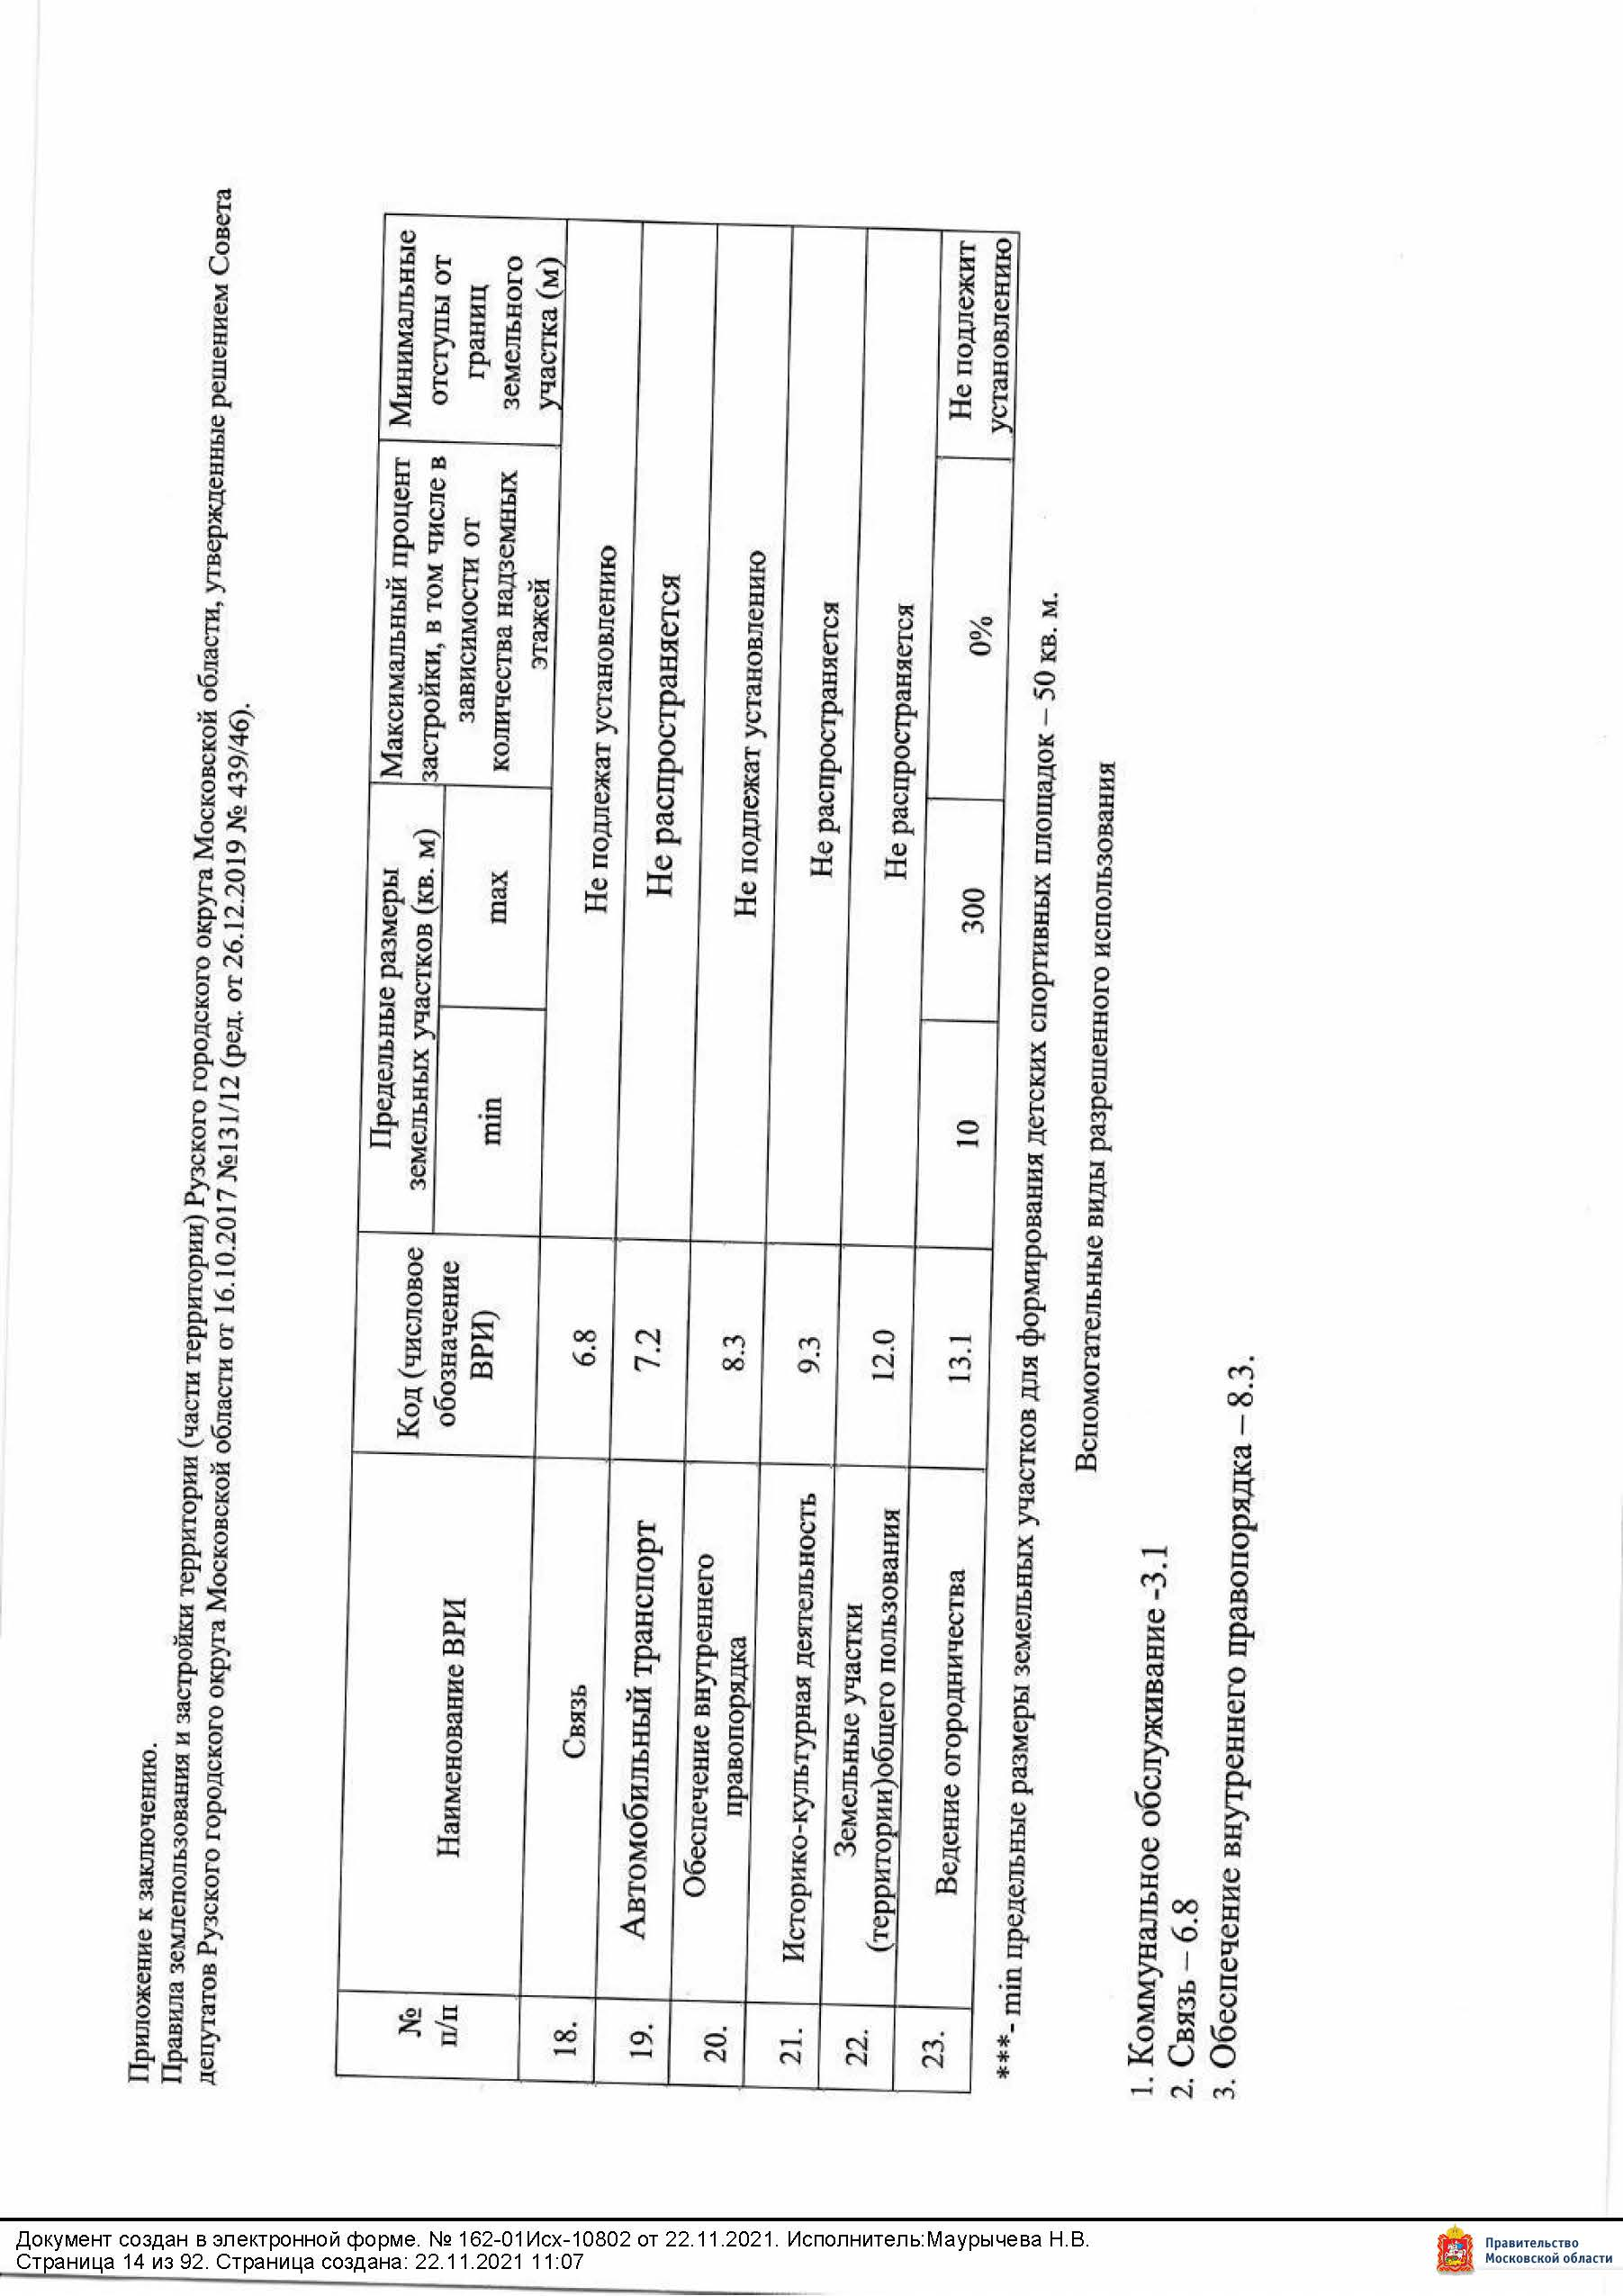 Приложение к заключению.
Правила землепользования и застройки территории (части территории) Рузского городского округа Московской области, утвержденные решением Совета
депутатов Рузского городского округа Московской области от 16.10.2017 №131/12 (ред. от 26.12.2019 № 439/46).
№
п/п
Наименование ВРИ
Код (числовое
обозначение
ВРИ)
Предельные размеры
земельных участков (кв. м)
min
max
Максимальный процент
застройки, в том числе в
зависимости от
количества надземных
этажей
Минимальные
отступы от
границ
земельного
участка (м)
18. Связь 6.8 Не подлежат установлению
19. Автомобильный транспорт 7.2 Не распространяется
20. Обеспечение внутреннего
правопорядка 8.3 Не подлежат установлению
21. Историко-культурная деятельность 9.3 Не распространяется
22. Земельные участки
(территории)общего пользования 12.0 Не распространяется
23. Ведение огородничества 13.1 10 300 0% Не подлежит
установлению
***- min предельные размеры земельных участков для формирования детских спортивных площадок – 50 кв. м.
Вспомогательные виды разрешенного использования
1. Коммунальное обслуживание -3.1
2. Связь – 6.8
3. Обеспечение внутреннего правопорядка – 8.3.
Документ создан в электронной форме. № 162-01Исх-10802 от 22.11.2021. Исполнитель:Маурычева Н.В.
Страница 14 из 92. Страница создана: 22.11.2021 11:07
Правительство
Московской области